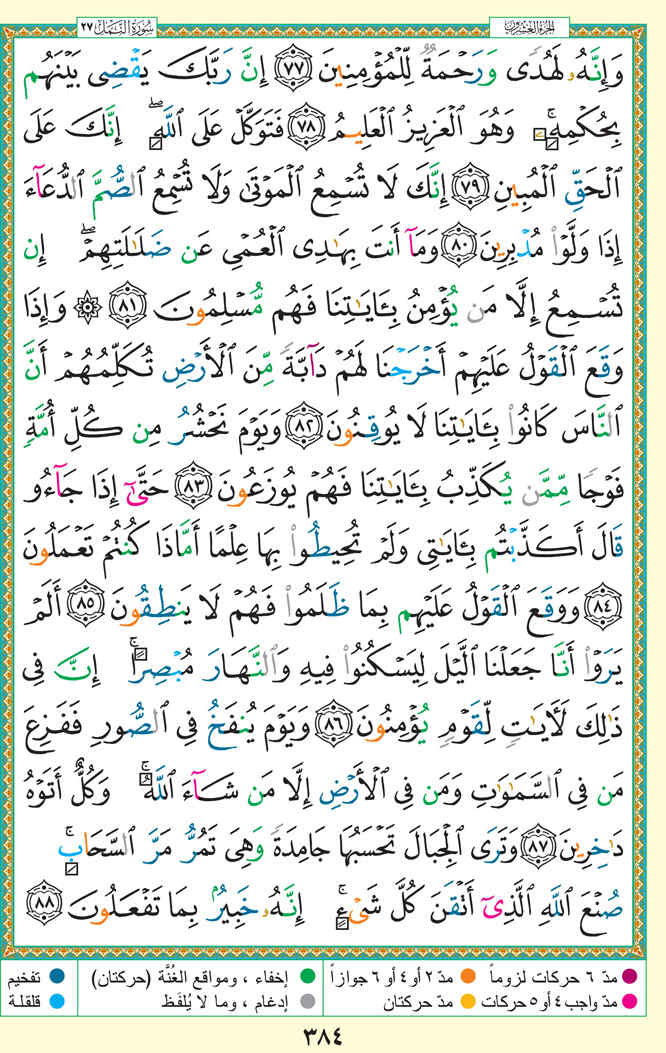 الجزء العشرون
سُورَةُ النَّمْلِ ٢٧
وَإِنَّهُۥ لَهُدًى وَرَحْمَةٌ لِّلْمُؤْمِنِينَ ﴿٧٧﴾ إِنَّ رَبَّكَ يَقْضِى بَيْنَهُم
بِحُكْمِهِۦ ۚ وَهُوَ ٱلْعَزِيزُ ٱلْعَلِيمُ ﴿٧٨﴾ فَتَوَكَّلْ عَلَى ٱللَّهِ ۖ إِنَّكَ عَلَى
ٱلْحَقِّ ٱلْمُبِينِ ﴿٧٩﴾ إِنَّكَ لَا تُسْمِعُ ٱلْمَوْتَىٰ وَلَا تُسْمِعُ ٱلصُّمَّ ٱلدُّعَآءَ
إِذَا وَلَّوْا۟ مُدْبِرِينَ ﴿٨٠﴾ وَمَآ أَنتَ بِهَـٰدِى ٱلْعُمْىِ عَن ضَلَـٰلَتِهِمْ ۖ إِن
تُسْمِعُ إِلَّا مَن يُؤْمِنُ بِـَٔايَـٰتِنَا فَهُم مُّسْلِمُونَ ﴿٨١﴾ ۞ وَإِذَا
وَقَعَ ٱلْقَوْلُ عَلَيْهِمْ أَخْرَجْنَا لَهُمْ دَآبَّةً مِّنَ ٱلْأَرْضِ تُكَلِّمُهُمْ أَنَّ
ٱلنَّاسَ كَانُوا۟ بِـَٔايَـٰتِنَا لَا يُوقِنُونَ ﴿٨٢﴾ وَيَوْمَ نَحْشُرُ مِن كُلِّ أُمَّةٍ
فَوْجًا مِّمَّن يُكَذِّبُ بِـَٔايَـٰتِنَا فَهُمْ يُوزَعُونَ ﴿٨٣﴾ حَتَّىٰٓ إِذَا جَآءُو
قَالَ أَكَذَّبْتُم بِـَٔايَـٰتِى وَلَمْ تُحِيطُوا۟ بِهَا عِلْمًا أَمَّاذَا كُنتُمْ تَعْمَلُونَ
﴿٨٤﴾ وَوَقَعَ ٱلْقَوْلُ عَلَيْهِم بِمَا ظَلَمُوا۟ فَهُمْ لَا يَنطِقُونَ ﴿٨٥﴾ أَلَمْ
يَرَوْا۟ أَنَّا جَعَلْنَا ٱلَّيْلَ لِيَسْكُنُوا۟ فِيهِ وَٱلنَّهَارَ مُبْصِرًا ۚ إِنَّ فِى
ذَٰلِكَ لَـَٔايَـٰتٍ لِّقَوْمٍ يُؤْمِنُونَ ﴿٨٦﴾ وَيَوْمَ يُنفَخُ فِى ٱلصُّورِ فَفَزِعَ
مَن فِى ٱلسَّمَـٰوَٰتِ وَمَن فِى ٱلْأَرْضِ إِلَّا مَن شَآءَ ٱللَّهُ ۚ وَكُلٌّ أَتَوْهُ
دَٰخِرِينَ ﴿٨٧﴾ وَتَرَى ٱلْجِبَالَ تَحْسَبُهَا جَامِدَةً وَهِىَ تَمُرُّ مَرَّ ٱلسَّحَابِ ۚ
صُنْعَ ٱللَّهِ ٱلَّذِىٓ أَتْقَنَ كُلَّ شَىْءٍ ۚ إِنَّهُۥ خَبِيرٌۢ بِمَا تَفْعَلُونَ ﴿٨٨﴾
مدّ ٦ حركات لزوماً مدّ ٢ أو ٤ أو ٦ جوازاً إخفاء ، ومواقع الغُنَّة (حركتان) تفخيم
مدّ واجب ٤ أو ٥ حركات مدّ حركتان إدغام ، وما لا يُلفَظ قلقلة
٣٨٤